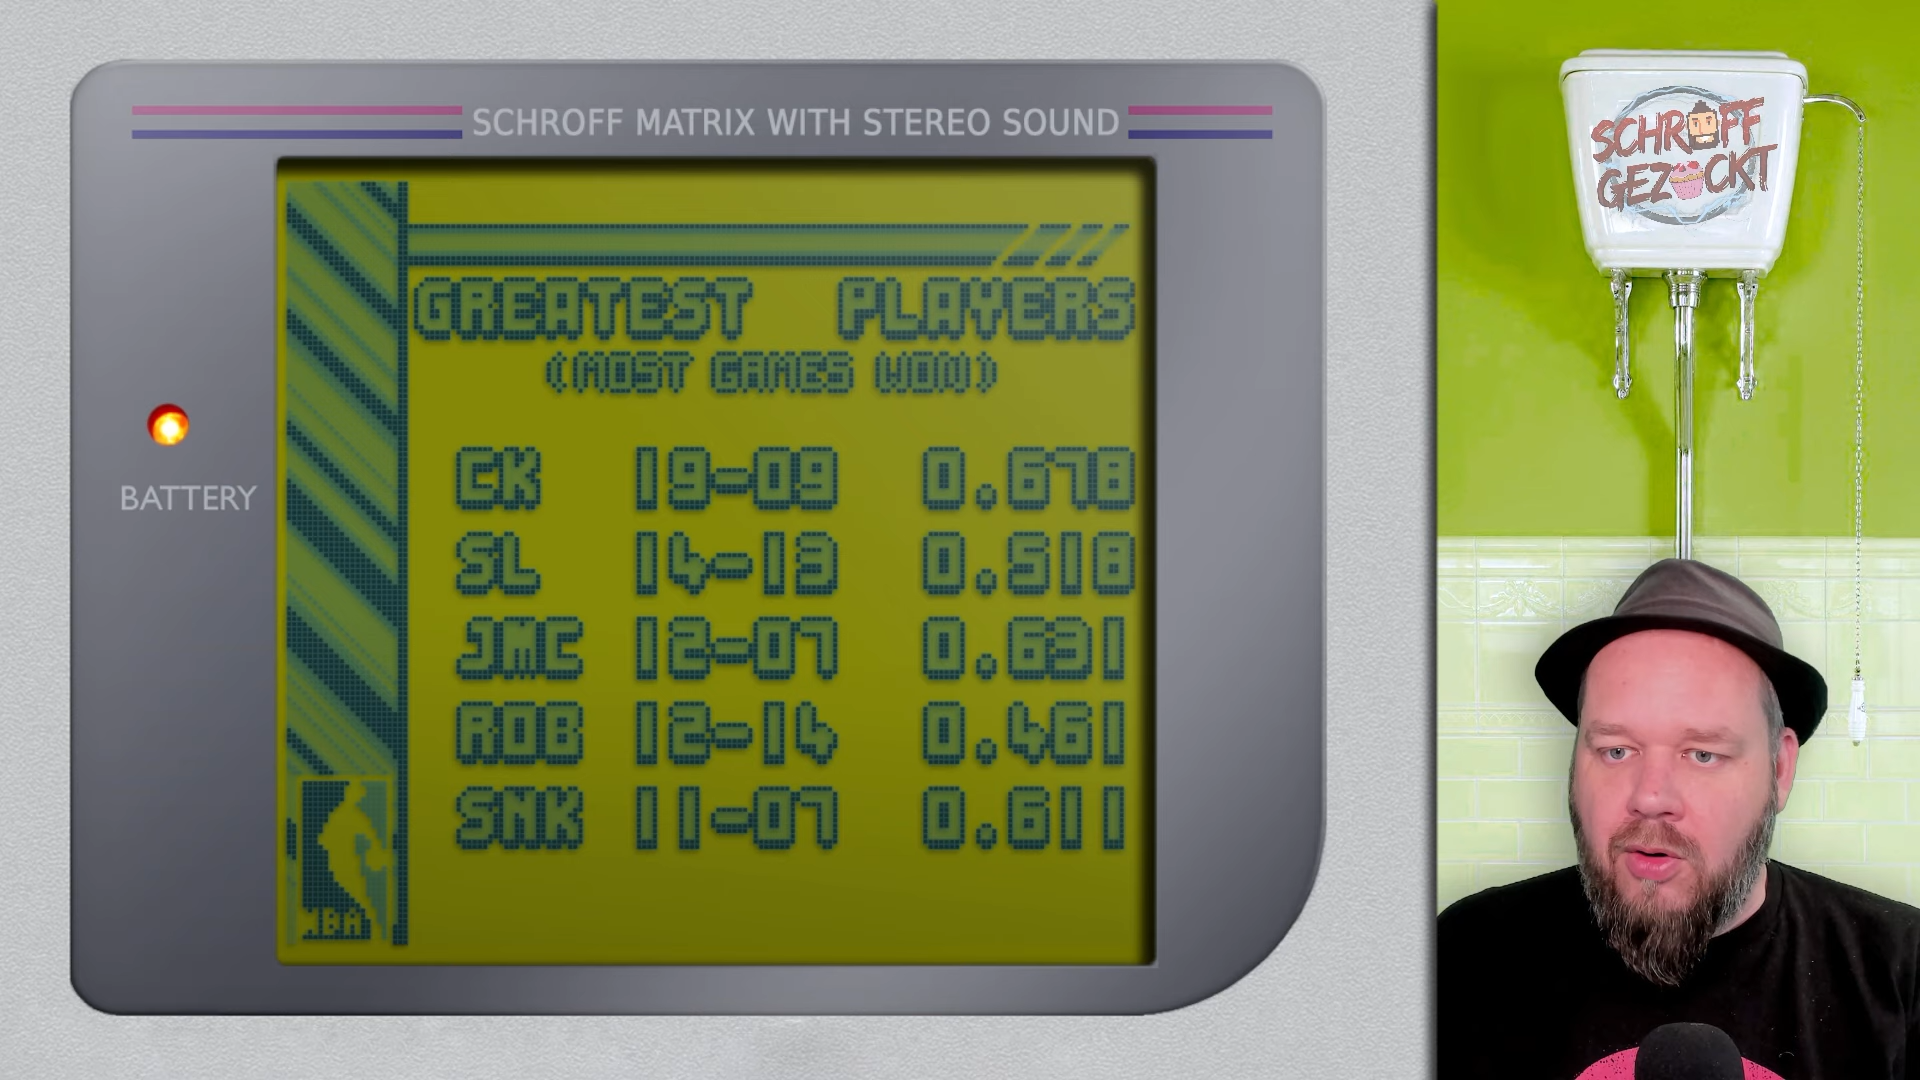 SCHROFF MATRIX WITH STEREO SOUND
BATTERY
GREATEST PLAYERS
(MOST GAMES WON)
CK 19-09 0.678
SL 14-13 0.518
JMC 12-07 0.631
ROB 12-14 0.461
SNK 11-07 0.611
NBA
SCHROFF
GEZOCKT